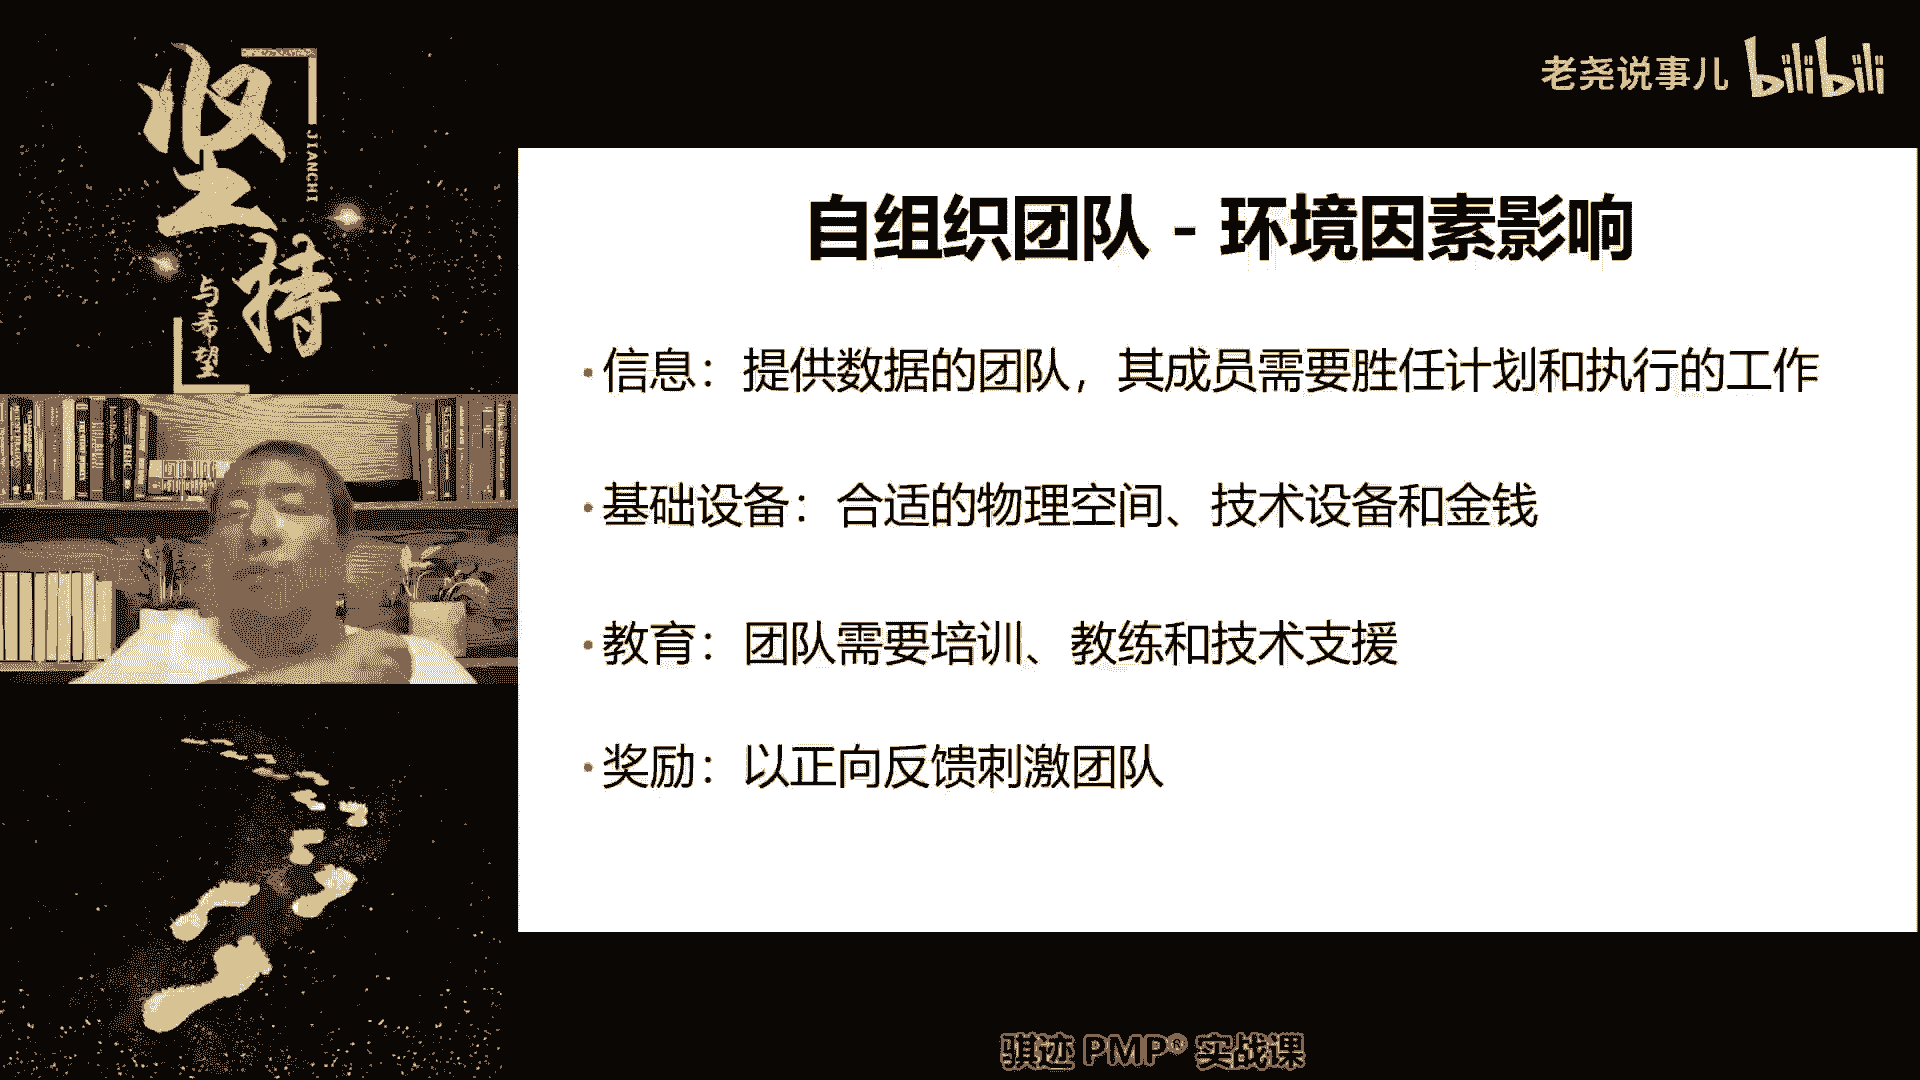 坚持
JIANCHI
与希望
老尧说事儿 bilibili
自组织团队 - 环境因素影响
· 信息：提供数据的团队，其成员需要胜任计划和执行的工作
· 基础设备：合适的物理空间、技术设备和金钱
· 教育：团队需要培训、教练和技术支援
· 奖励：以正向反馈刺激团队
骐迹 PMP® 实战课